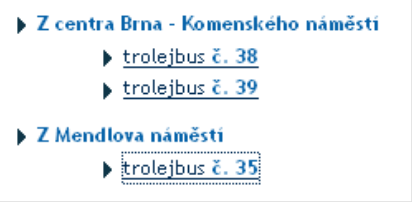 Z centra Brna - Komenského náměstí
trolejbus č. 38
trolejbus č. 39
Z Mendlova náměstí
trolejbus č. 35